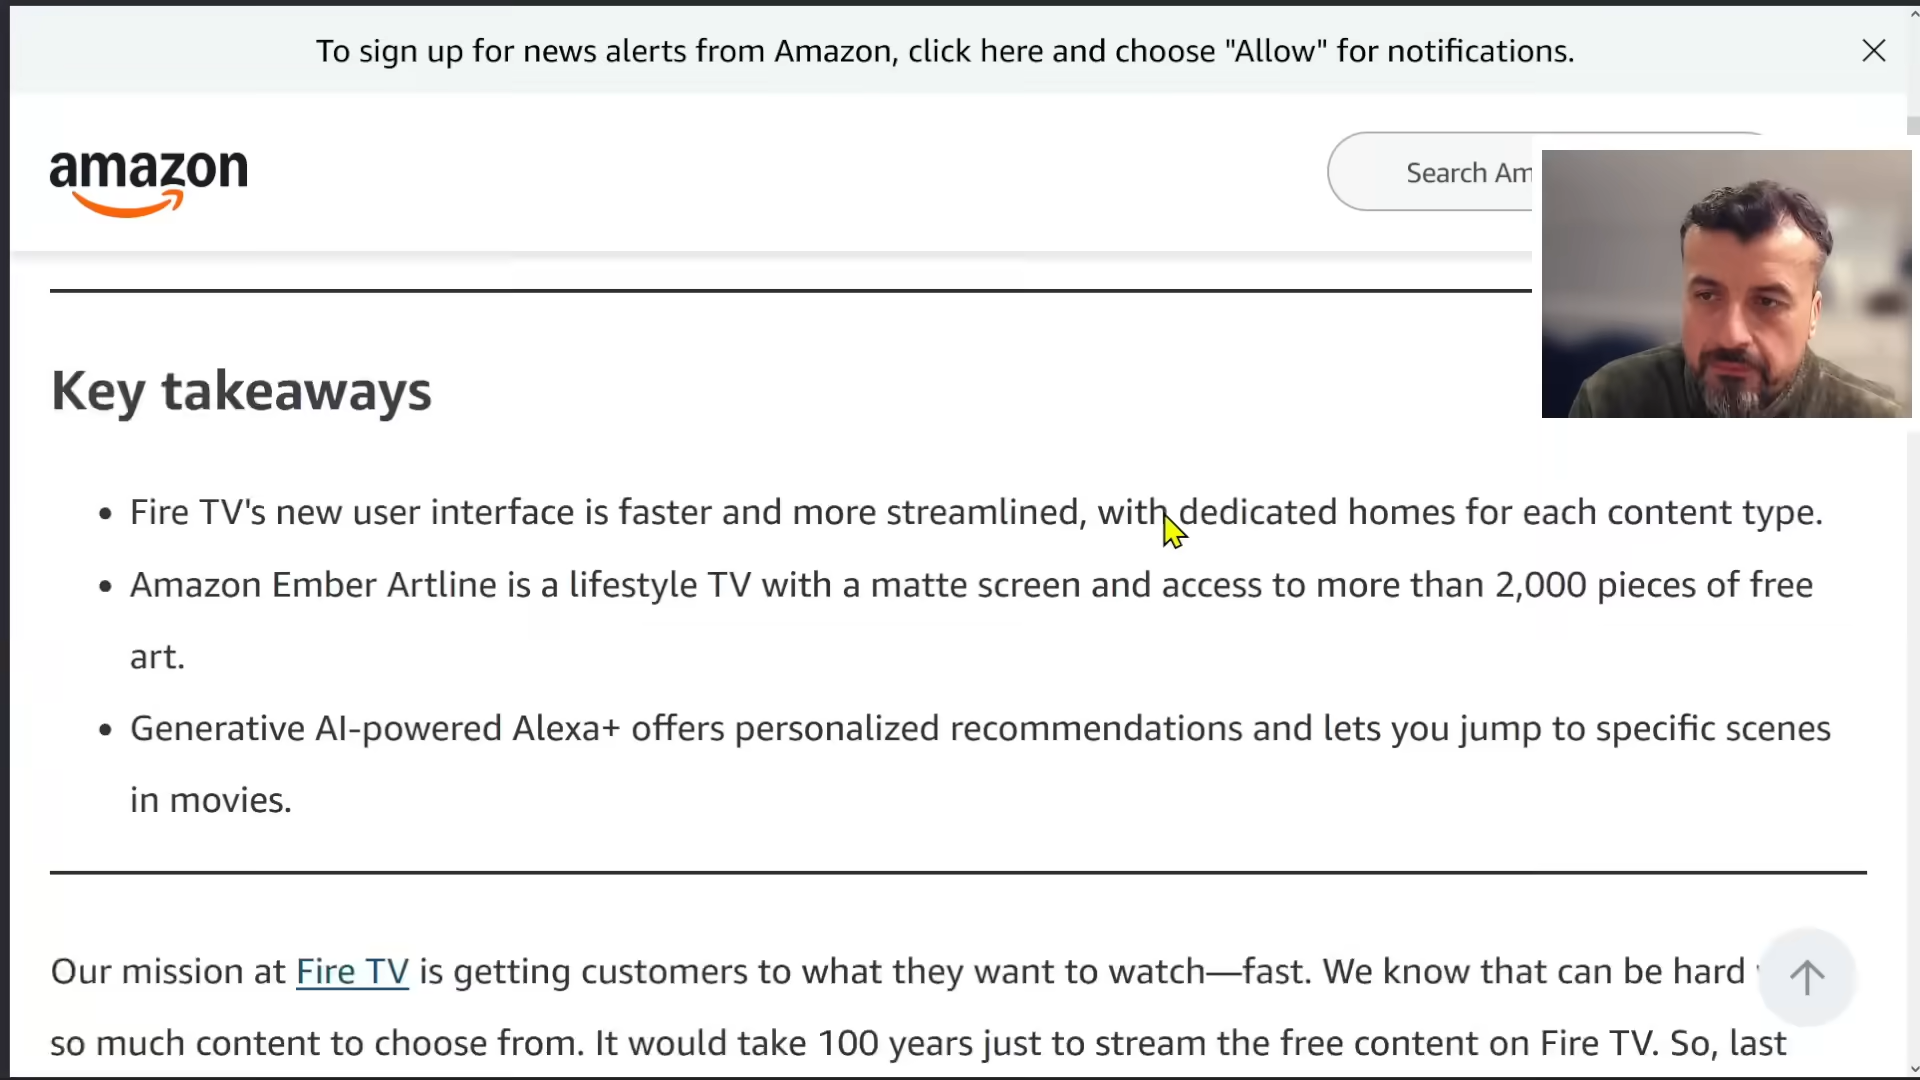 To sign up for news alerts from Amazon, click here and choose "Allow" for notifications.
amazon
Search Am
Key takeaways
• Fire TV's new user interface is faster and more streamlined, with dedicated homes for each content type.
• Amazon Ember Artline is a lifestyle TV with a matte screen and access to more than 2,000 pieces of free
art.
• Generative AI-powered Alexa+ offers personalized recommendations and lets you jump to specific scenes
in movies.
Our mission at Fire TV is getting customers to what they want to watch—fast. We know that can be hard
so much content to choose from. It would take 100 years just to stream the free content on Fire TV. So, last